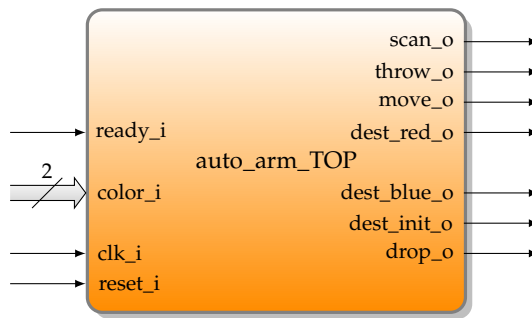 scan_o
throw_o
move_o
ready_i
dest_red_o
auto_arm_TOP
2
color_i
dest_blue_o
dest_init_o
clk_i
drop_o
reset_i